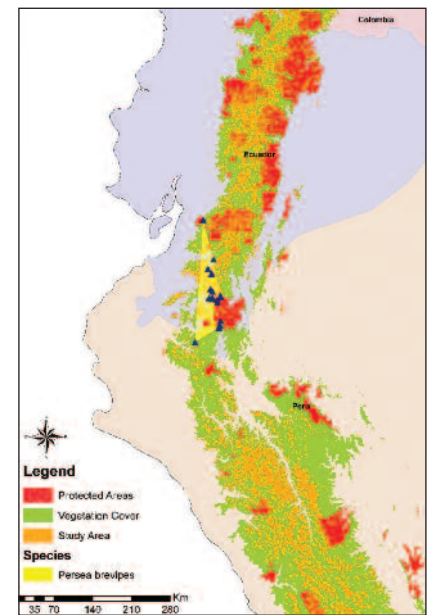 Colombia
Ecuador
Peru
Legend
Protected Areas
Vegetation Cover
Study Area
Species
Persea brevipes
Km
35 70 140 210 280